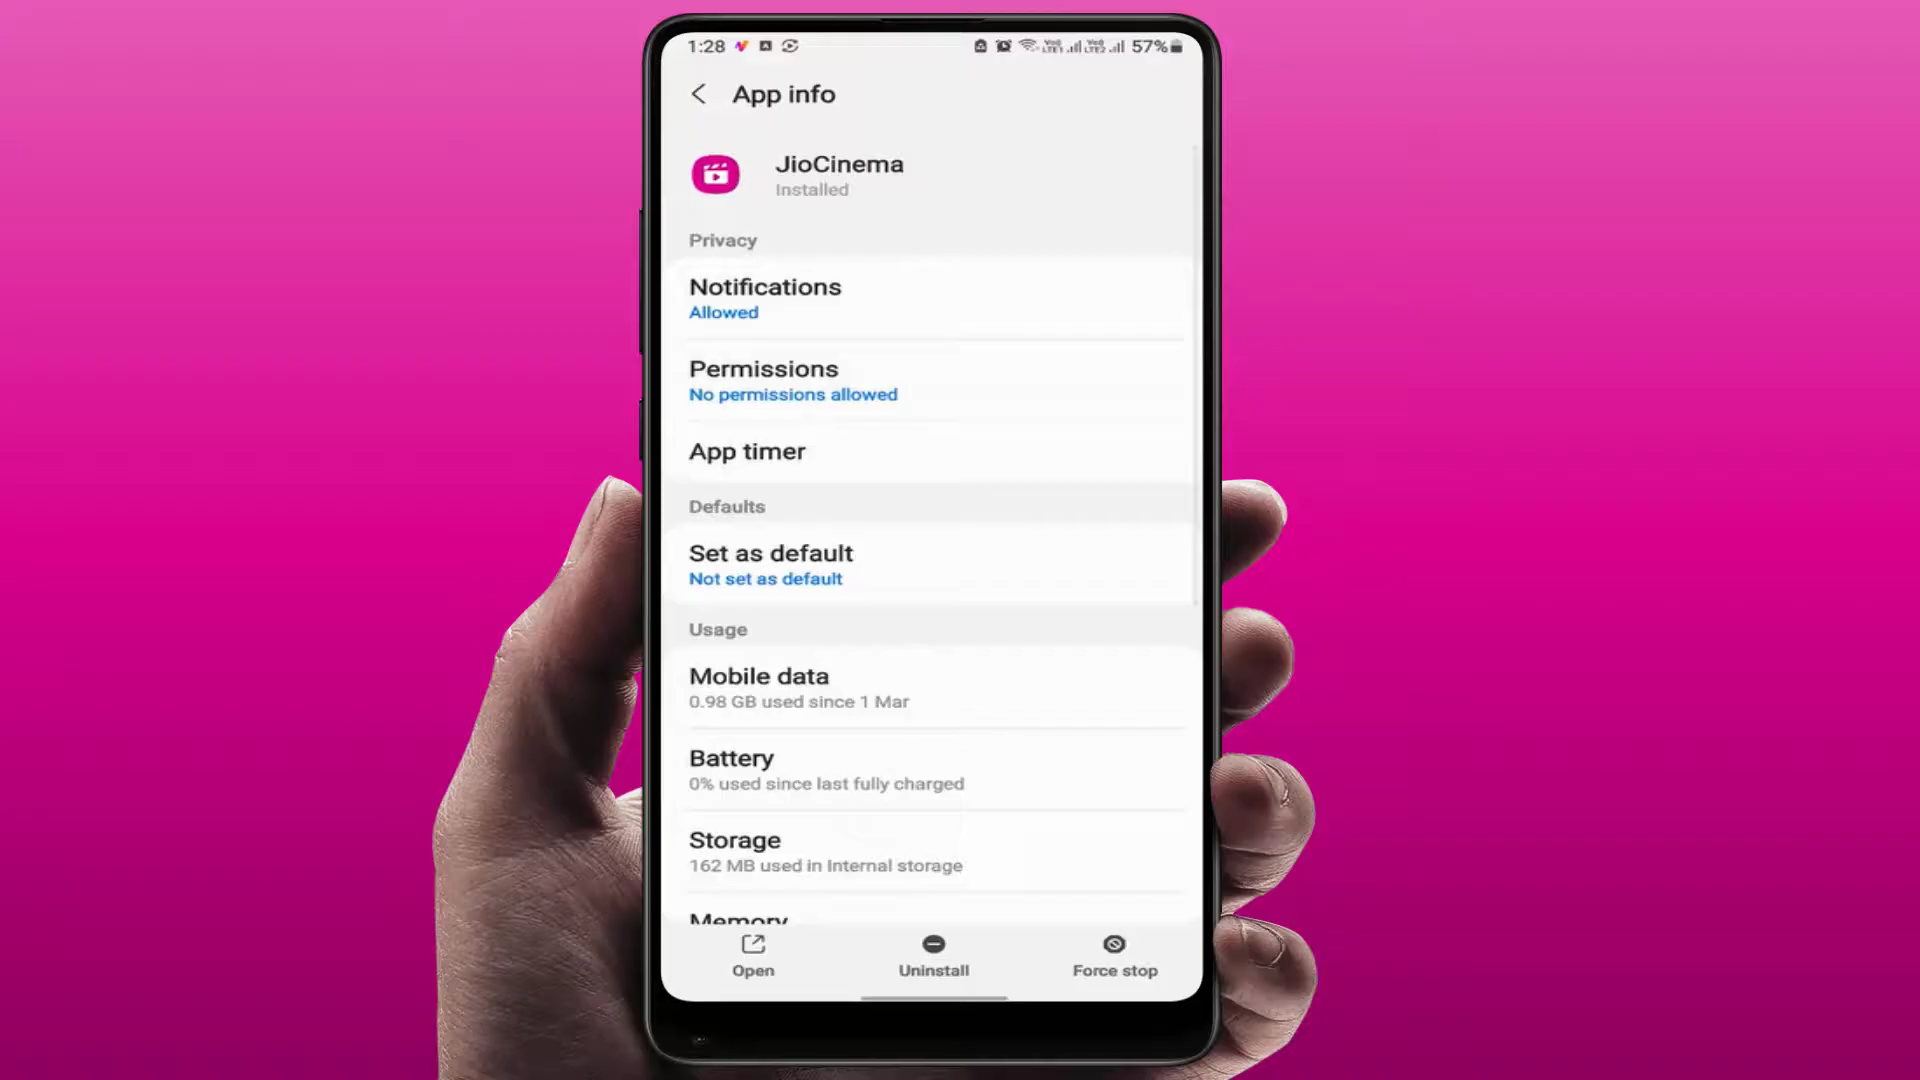 1:28
57%
App info
JioCinema
Installed
Privacy
Notifications
Allowed
Permissions
No permissions allowed
App timer
Defaults
Set as default
Not set as default
Usage
Mobile data
0.98 GB used since 1 Mar
Battery
0% used since last fully charged
Storage
162 MB used in Internal storage
Memory
Open
Uninstall
Force stop